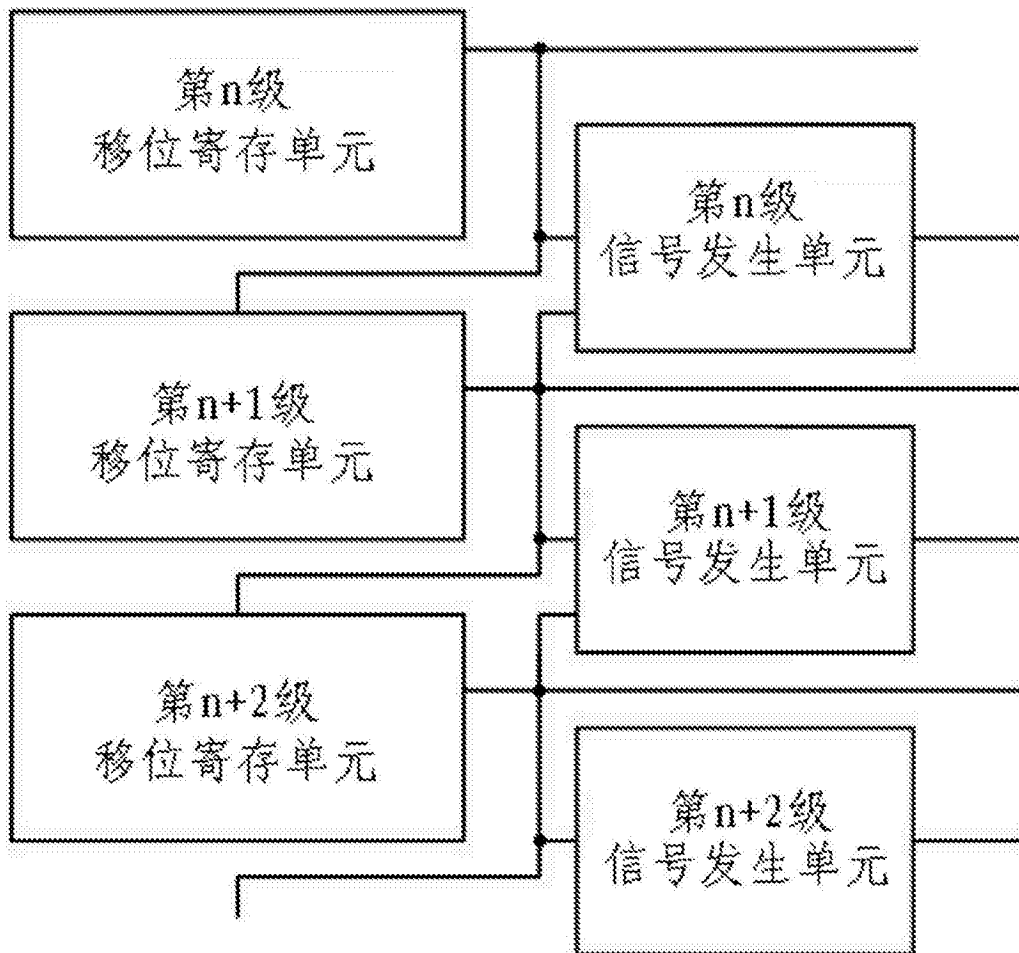 第n级
移位寄存单元
第n级
信号发生单元
第n+1级
移位寄存单元
第n+1级
信号发生单元
第n+2级
移位寄存单元
第n+2级
信号发生单元